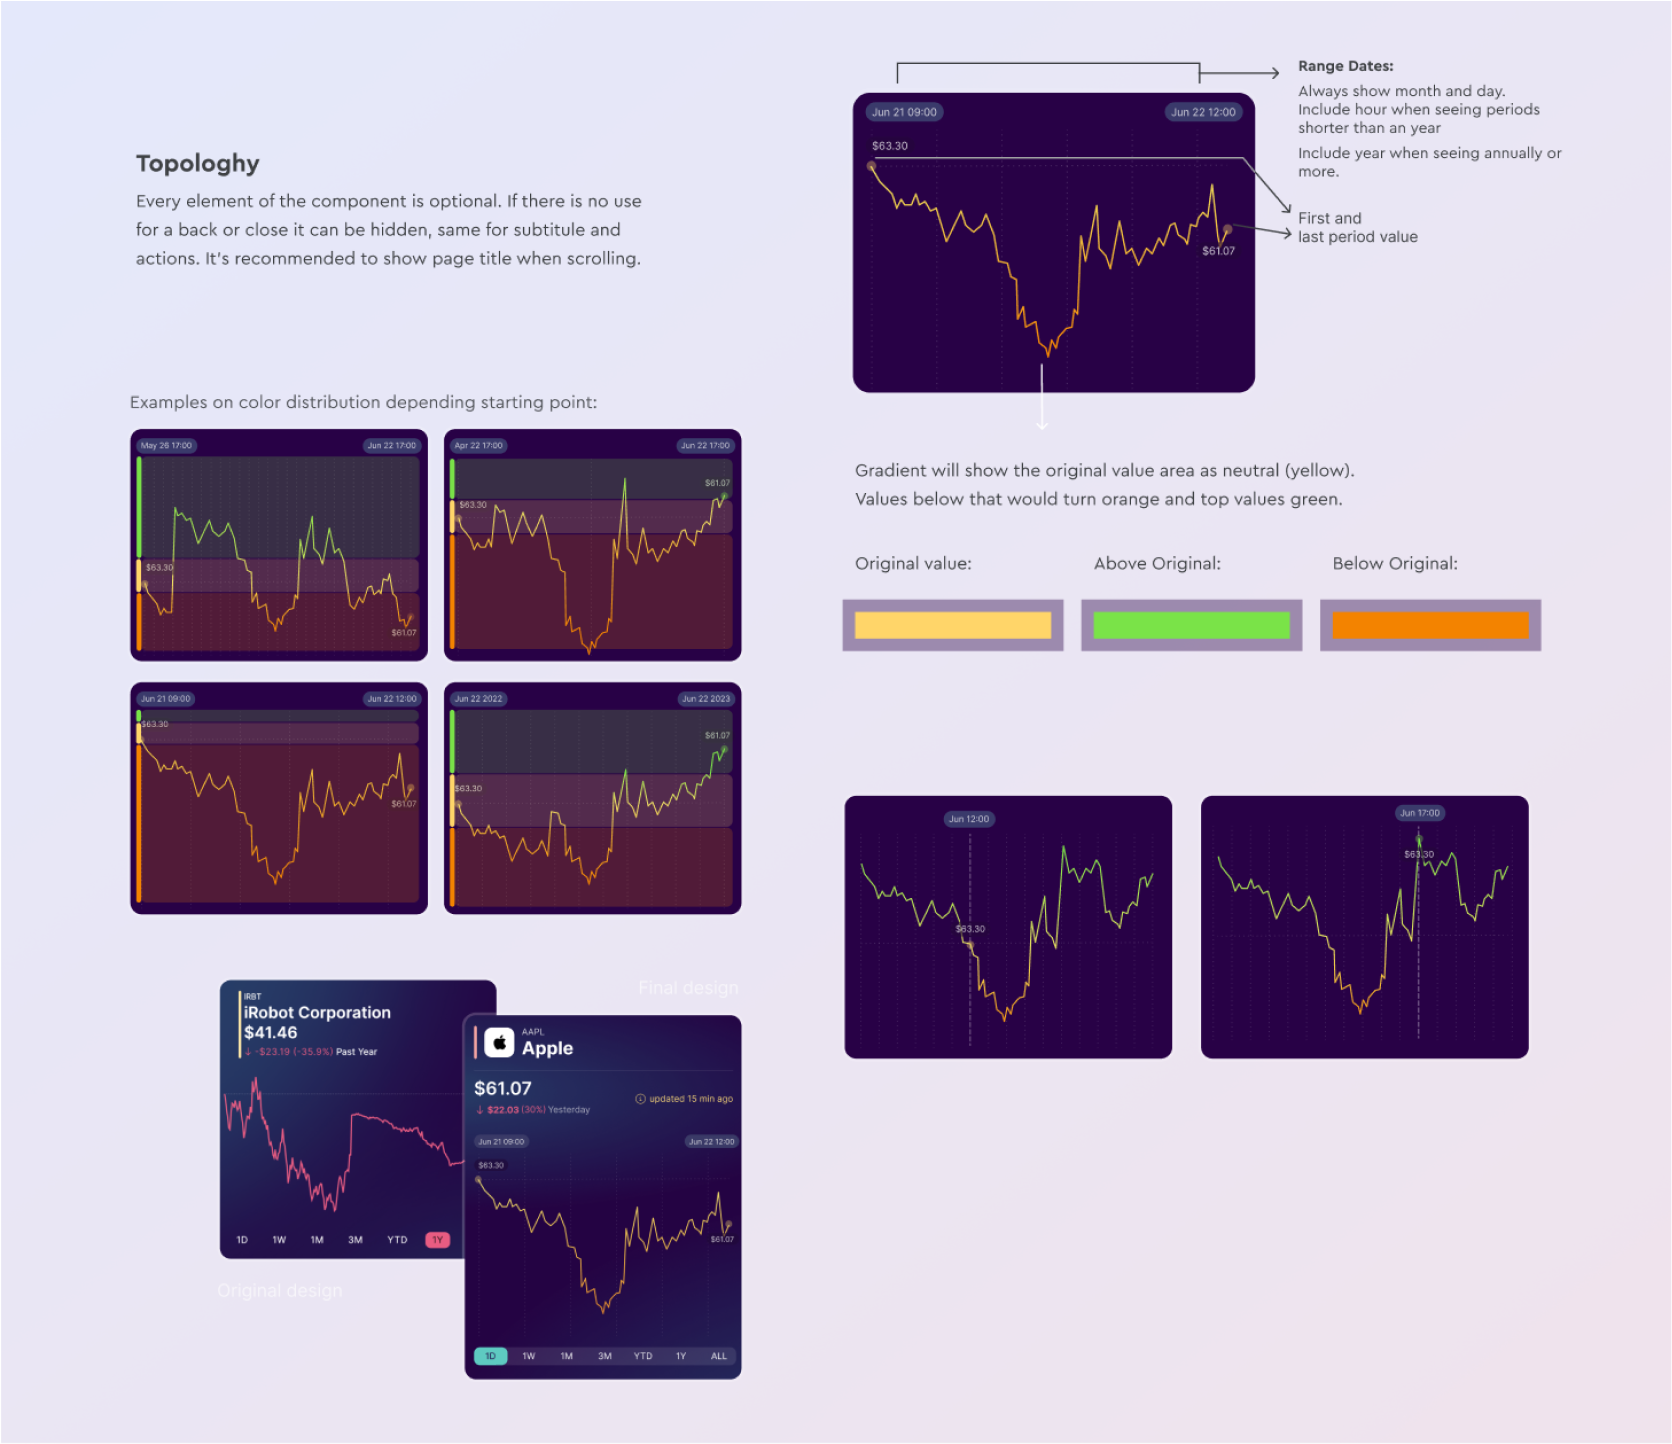 Topologhy
Every element of the component is optional. If there is no use
for a back or close it can be hidden, same for subtitule and
actions. It's recommended to show page title when scrolling.
Jun 21 09:00
Jun 22 12:00
$63.30
$61.07
Range Dates:
Always show month and day.
Include hour when seeing periods
shorter than an year
Include year when seeing annually or
more.
First and
last period value
Examples on color distribution depending starting point:
May 26 17:00
Jun 22 17:00
$63.30
$61.07
Apr 22 17:00
Jun 22 17:00
$63.30
$61.07
Jun 21 09:00
Jun 22 12:00
$63.30
$61.07
Jun 22 2022
Jun 22 2023
$63.30
$61.07
Gradient will show the original value area as neutral (yellow).
Values below that would turn orange and top values green.
Original value:
Above Original:
Below Original:
Jun 12:00
$63.30
Jun 17:00
$63.30
IRBT
iRobot Corporation
$41.46
↓ -$23.19 (-35.9%) Past Year
1D 1W 1M 3M YTD 1Y
Original design
Final design
AAPL
Apple
$61.07
↓ $22.03 (30%) Yesterday
updated 15 min ago
Jun 21 09:00
Jun 22 12:00
$63.30
$61.07
1D 1W 1M 3M YTD 1Y ALL